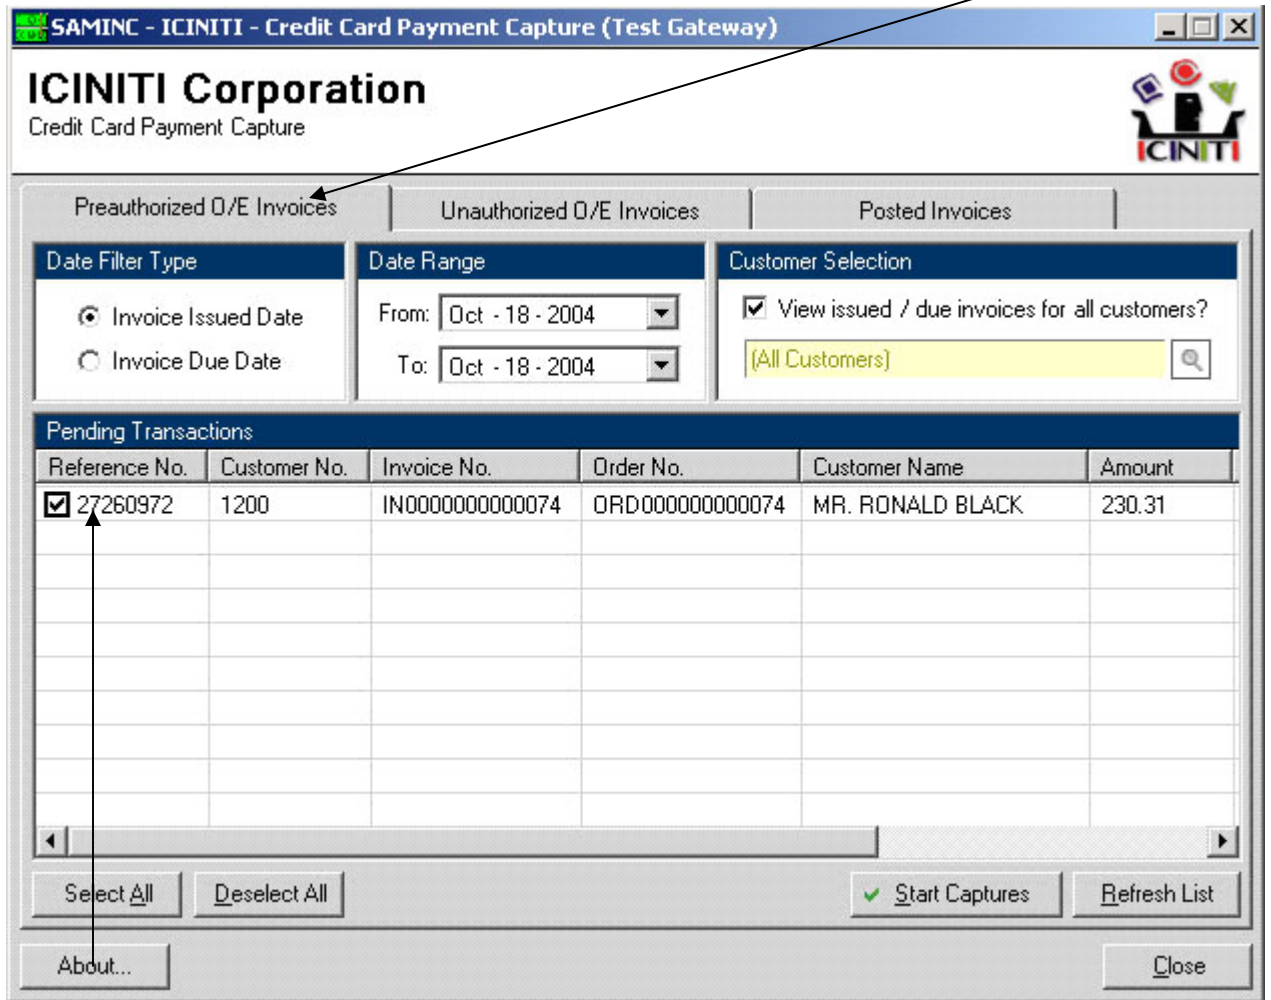 SAMINC - ICINITI - Credit Card Payment Capture (Test Gateway)
ICINITI Corporation
Credit Card Payment Capture
ICINITI
Preauthorized O/E Invoices Unauthorized O/E Invoices Posted Invoices
Date Filter Type Date Range Customer Selection
Invoice Issued Date From: Oct - 18 - 2004 View issued / due invoices for all customers?
Invoice Due Date To: Oct - 18 - 2004 (All Customers)
Pending Transactions
Reference No. Customer No. Invoice No. Order No. Customer Name Amount
27260972 1200 IN0000000000074 ORD000000000074 MR. RONALD BLACK 230.31
Select All Deselect All Start Captures Refresh List
About... Close